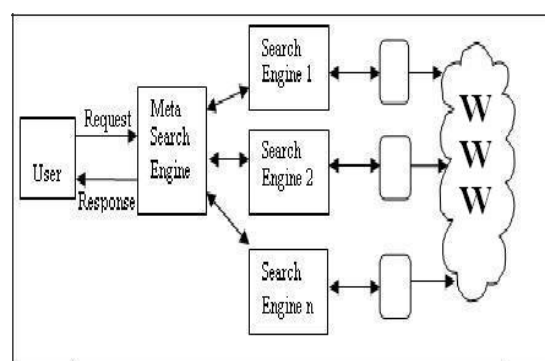 User
Request
Response
Meta
Search
Engine
Search
Engine 1
Search
Engine 2
Search
Engine n
W
W
W